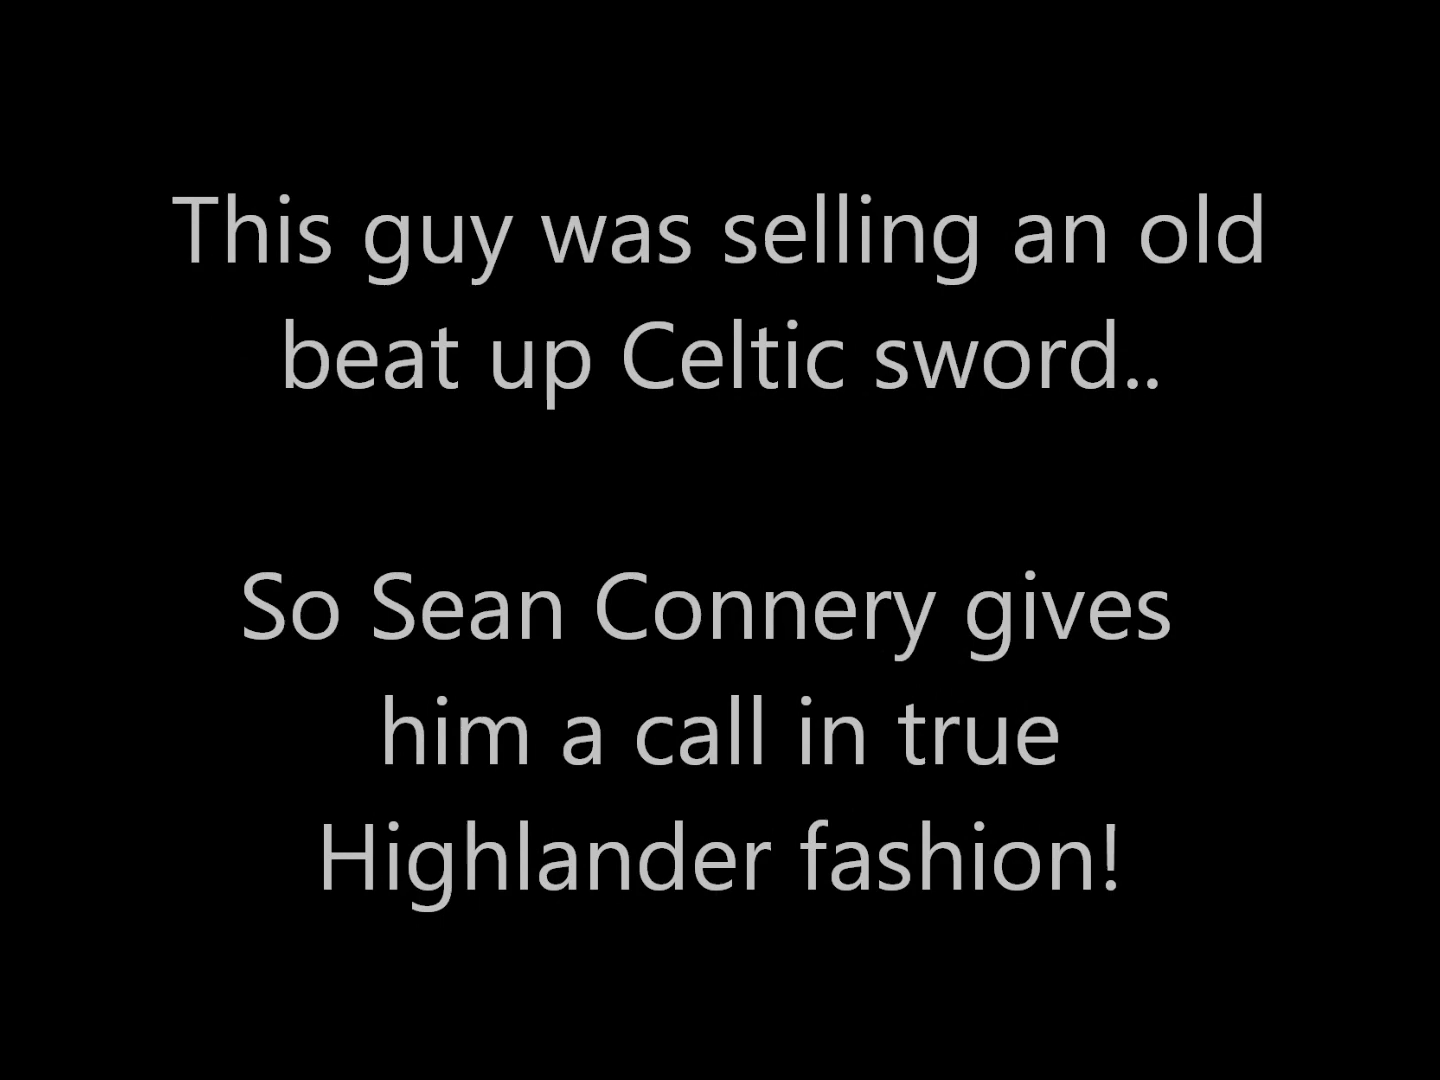 This guy was selling an old
beat up Celtic sword..
So Sean Connery gives
him a call in true
Highlander fashion!